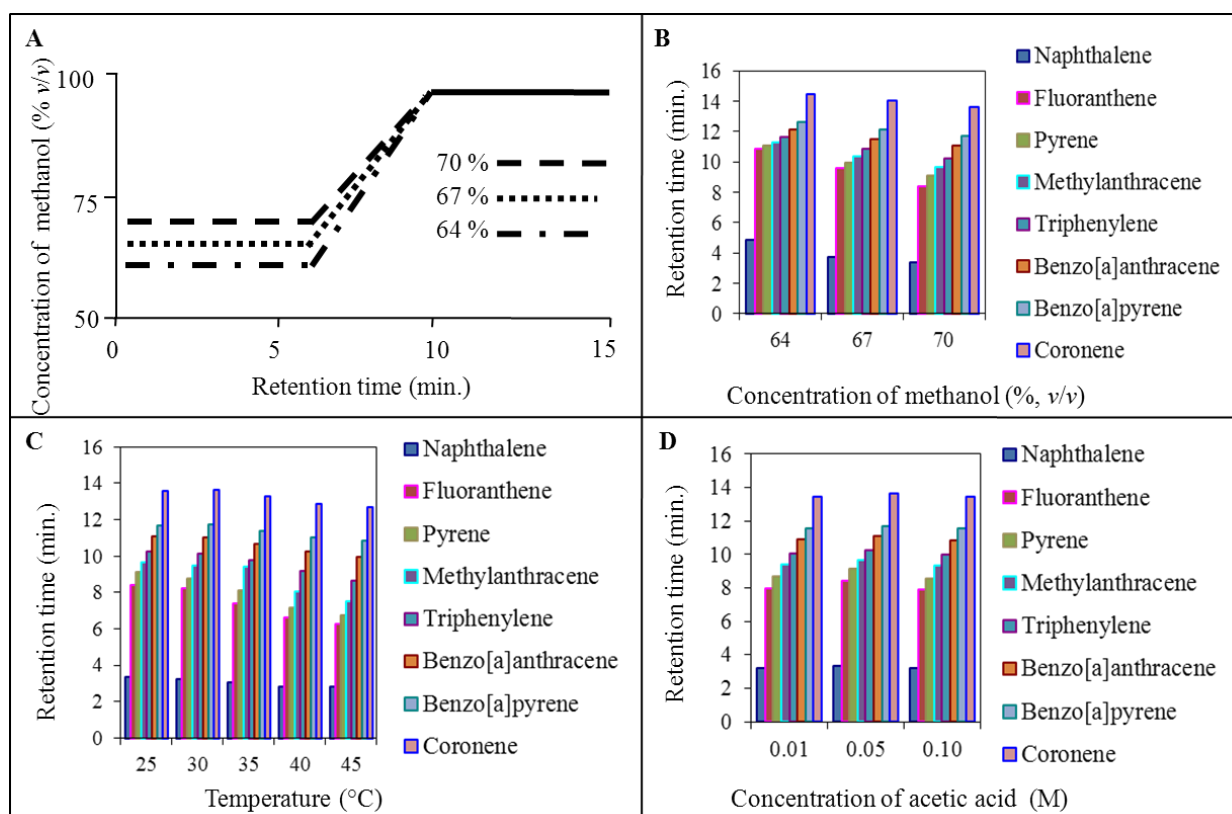 A
Concentration of methanol (% v/v)
100
75
50
70 %
67 %
64 %
0
5
10
15
Retention time (min.)
B
Retention time (min.)
16
14
12
10
8
6
4
2
0
64
67
70
Concentration of methanol (%, v/v)
Naphthalene
Fluoranthene
Pyrene
Methylanthracene
Triphenylene
Benzo[a]anthracene
Benzo[a]pyrene
Coronene
C
Retention time (min.)
16
14
12
10
8
6
4
2
0
25
30
35
40
45
Temperature (°C)
Naphthalene
Fluoranthene
Pyrene
Methylanthracene
Triphenylene
Benzo[a]anthracene
Benzo[a]pyrene
Coronene
D
Retention time (min.)
16
14
12
10
8
6
4
2
0
0.01
0.05
0.10
Concentration of acetic acid (M)
Naphthalene
Fluoranthene
Pyrene
Methylanthracene
Triphenylene
Benzo[a]anthracene
Benzo[a]pyrene
Coronene